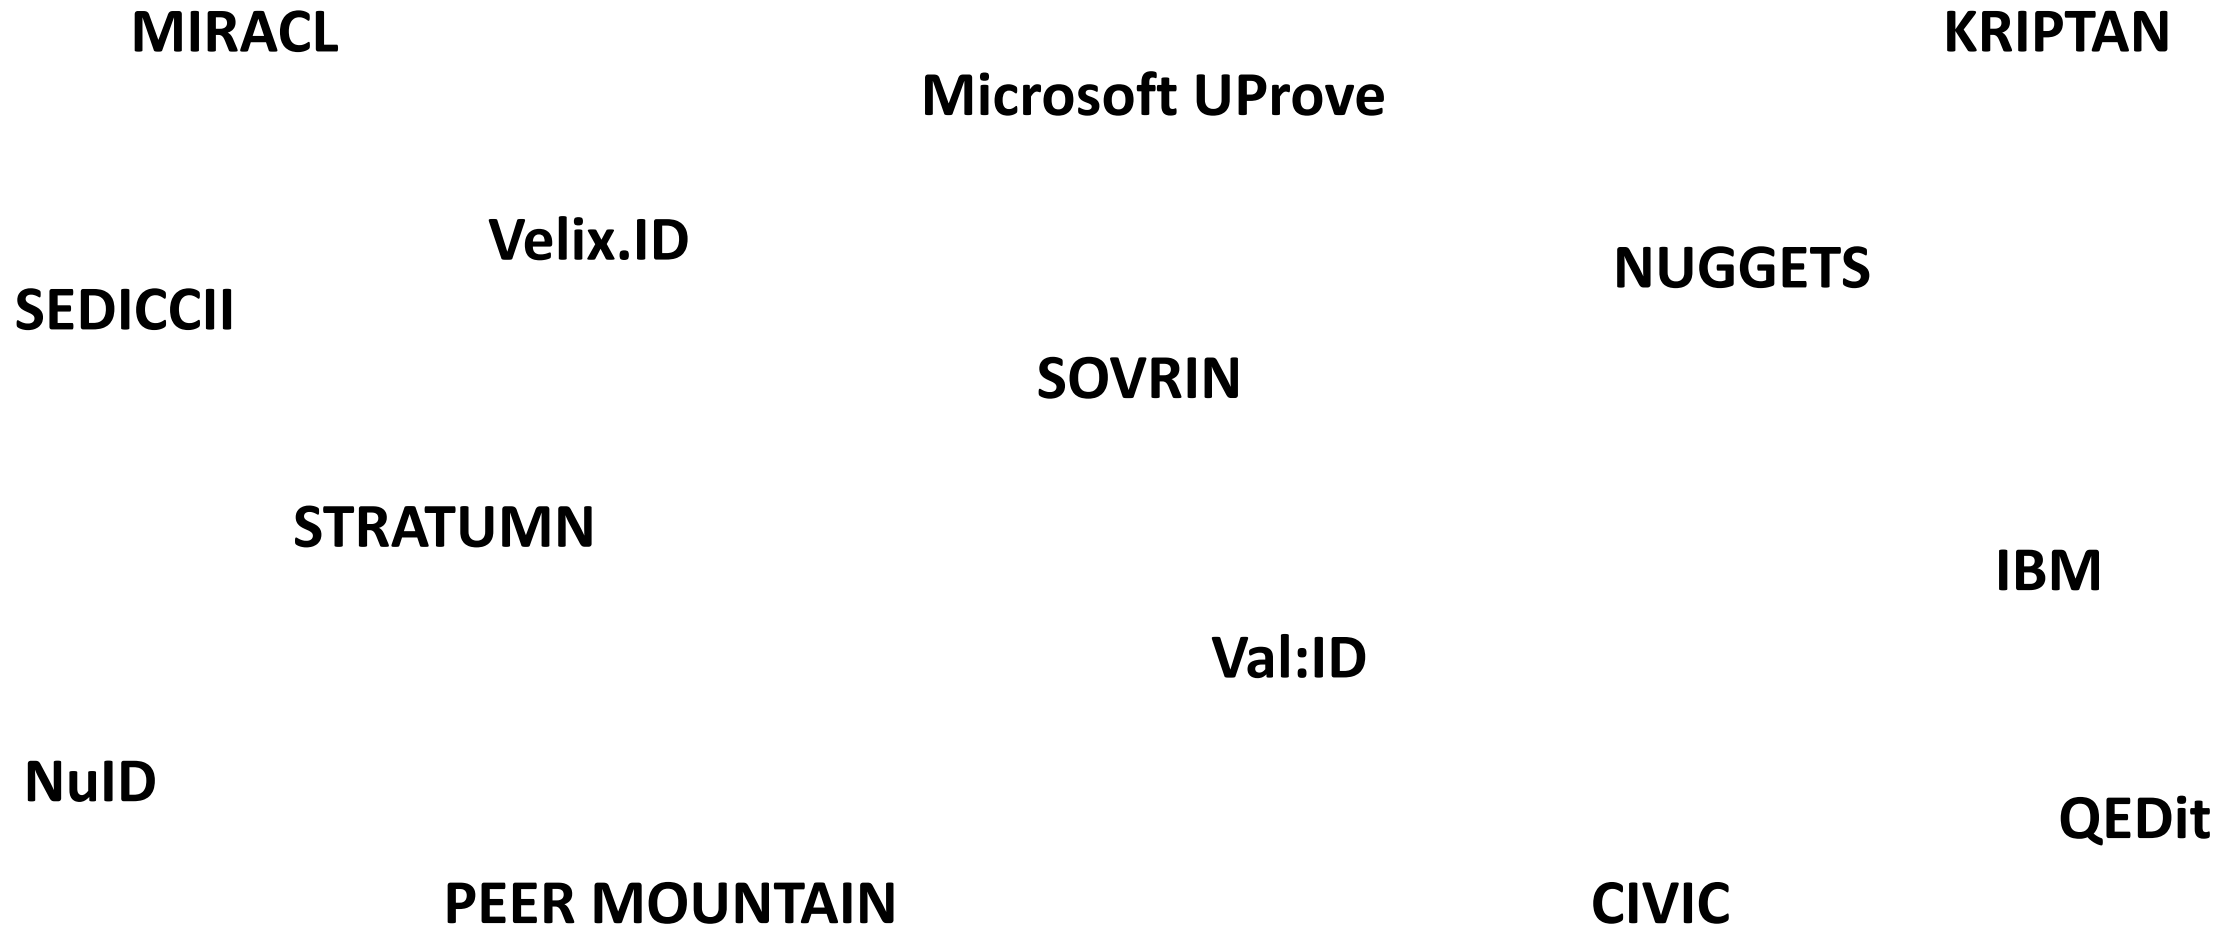 MIRACL
KRIPTAN
Microsoft UProve
Velix.ID
NUGGETS
SEDICCII
SOVRIN
STRATUMN
IBM
Val:ID
NuID
QEDit
PEER MOUNTAIN
CIVIC